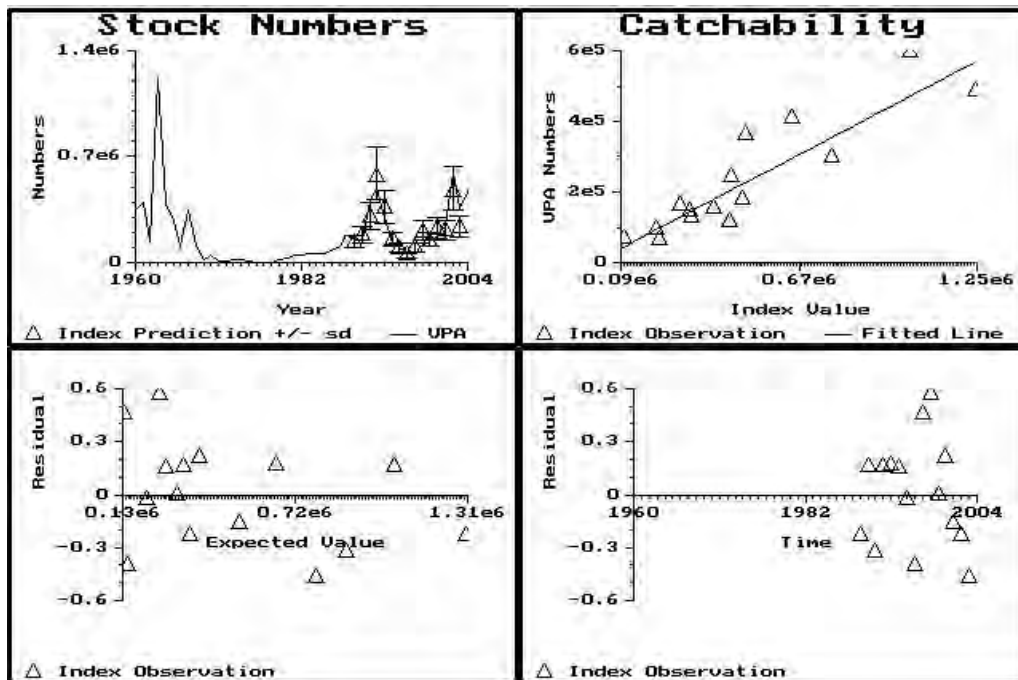 Stock Numbers
1.4e6
0.7e6
0
Numbers
1960 1982 2004
Year
Index Prediction +/- sd VPA
Catchability
6e5
4e5
2e5
0
VPA Numbers
0.09e6 0.67e6 1.25e6
Index Value
Index Observation Fitted Line
0.6
0.3
0
-0.3
-0.6
Residual
0.13e6 0.72e6 1.31e6
Expected Value
Index Observation
0.6
0.3
0
-0.3
-0.6
Residual
1960 1982 2004
Time
Index Observation